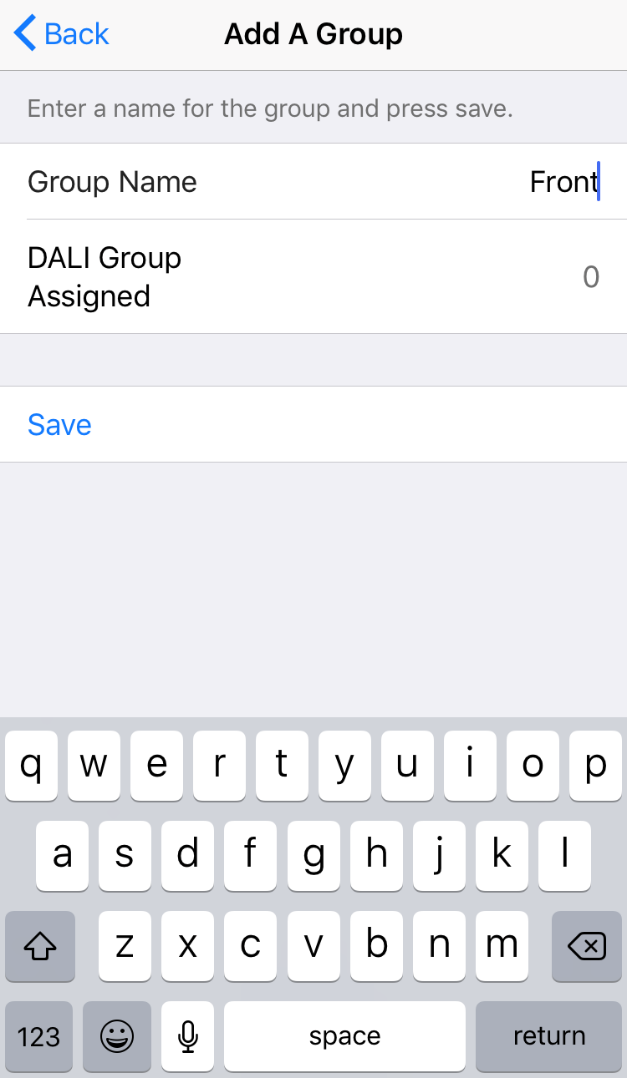 Back
Add A Group
Enter a name for the group and press save.
Group Name Front
DALI Group
Assigned
0
Save
q w e r t y u i o p
a s d f g h j k l
z x c v b n m
123 space return